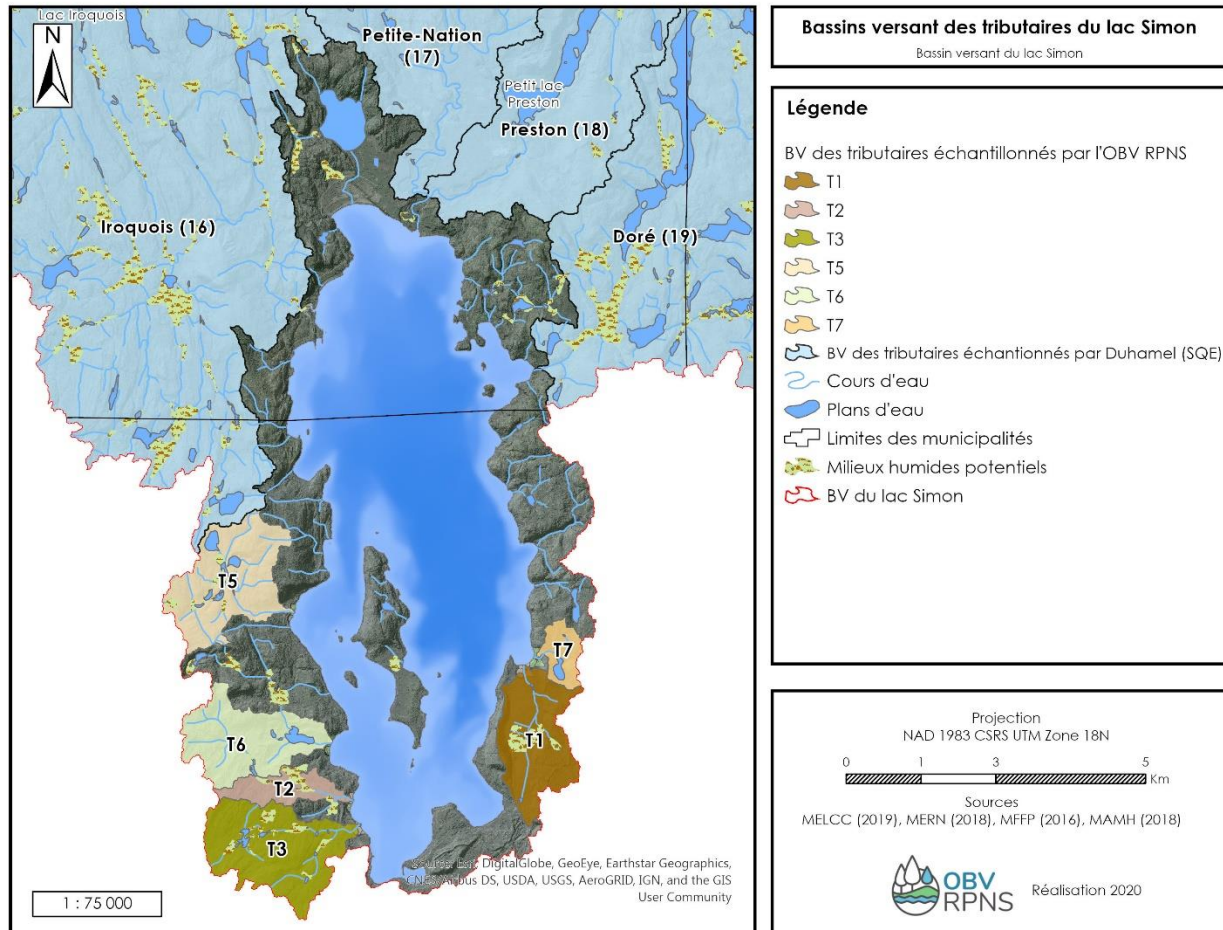 Lac Iroquois
N
Petite-Nation
(17)
Petit lac
Preston
Preston (18)
Iroquois (16)
Doré (19)
T5
T7
T6
T1
T2
T3
DigitalGlobe, GeoEye, Earthstar Geographics,
DS, USDA, USGS, AeroGRID, IGN, and the GIS
User Community
1 : 75 000
Bassins versant des tributaires du lac Simon
Bassin versant du lac Simon
Légende
BV des tributaires échantillonnés par l'OBV RPNS
T1
T2
T3
T5
T6
T7
BV des tributaires échantionnés par Duhamel (SQE)
Cours d'eau
Plans d'eau
Limites des municipalités
Milieux humides potentiels
BV du lac Simon
Projection
NAD 1983 CSRS UTM Zone 18N
0 1 3 5
Km
Sources
MELCC (2019), MERN (2018), MFFP (2016), MAMH (2018)
OBV
RPNS
Réalisation 2020